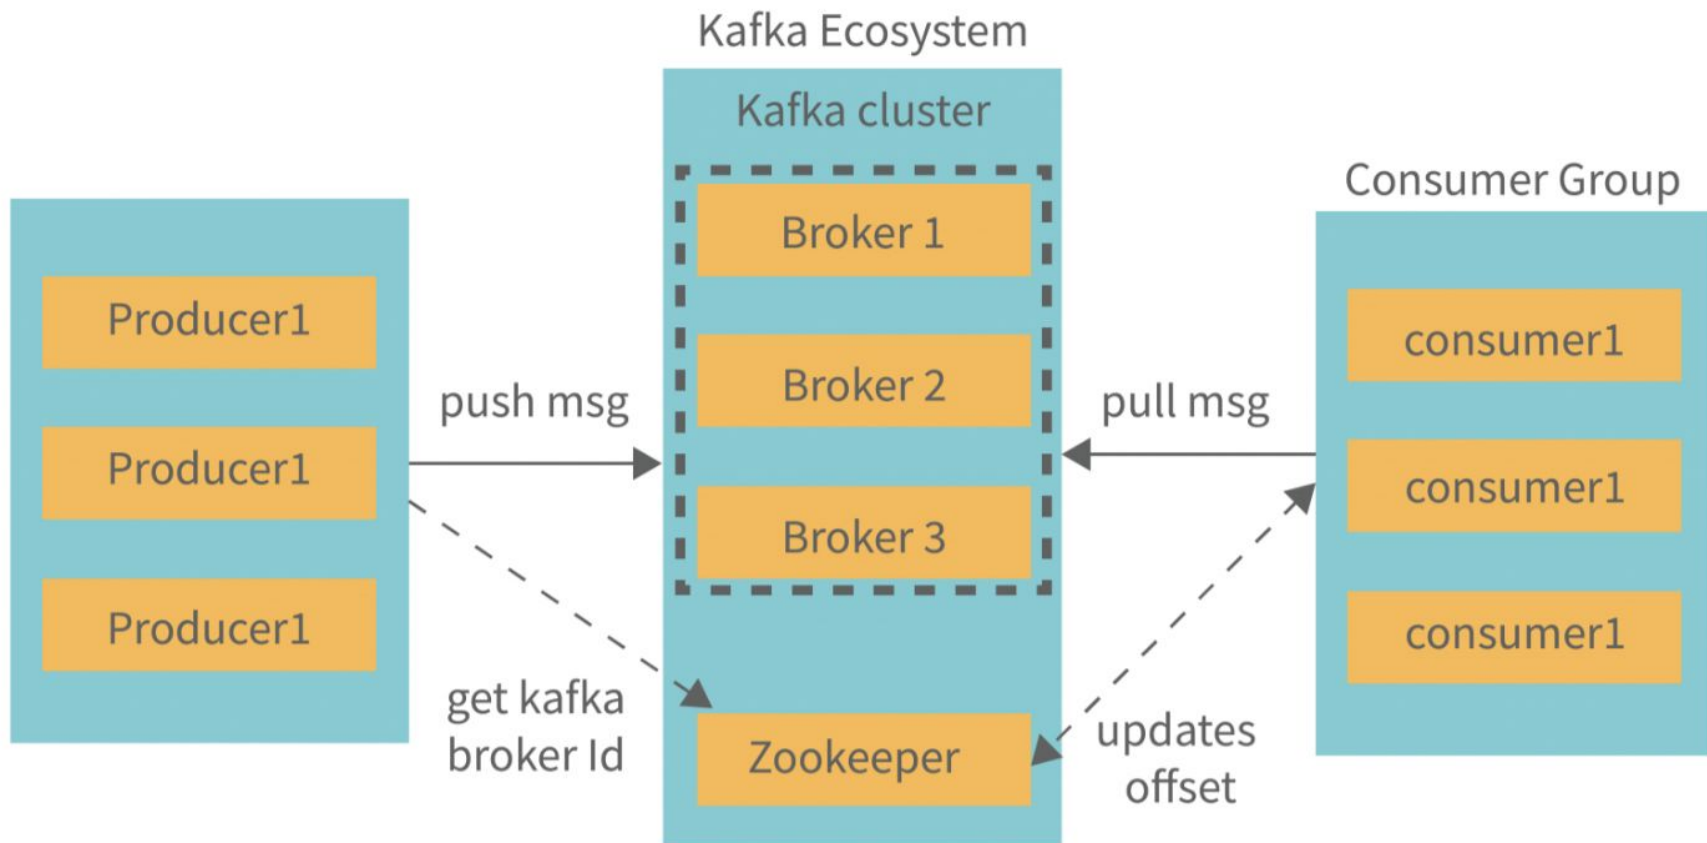 Kafka Ecosystem
Kafka cluster
Broker 1
Broker 2
Broker 3
Zookeeper
Producer1
Producer1
Producer1
push msg
get kafka
broker Id
Consumer Group
consumer1
consumer1
consumer1
pull msg
updates
offset